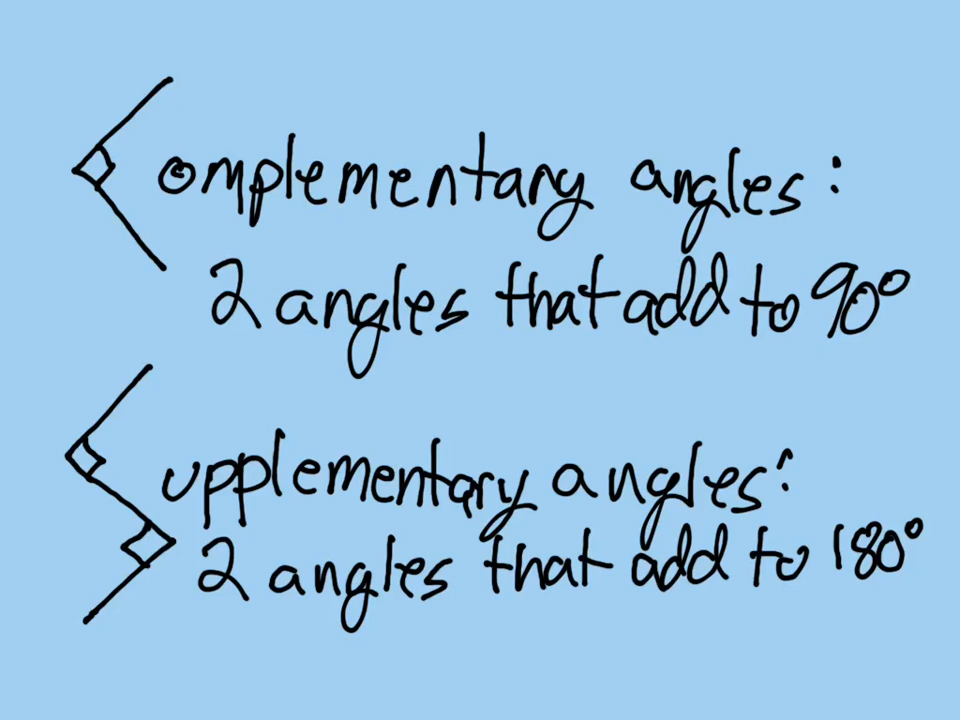 Complementary angles:
2 angles that add to 90°
Supplementary angles:
2 angles that add to 180°